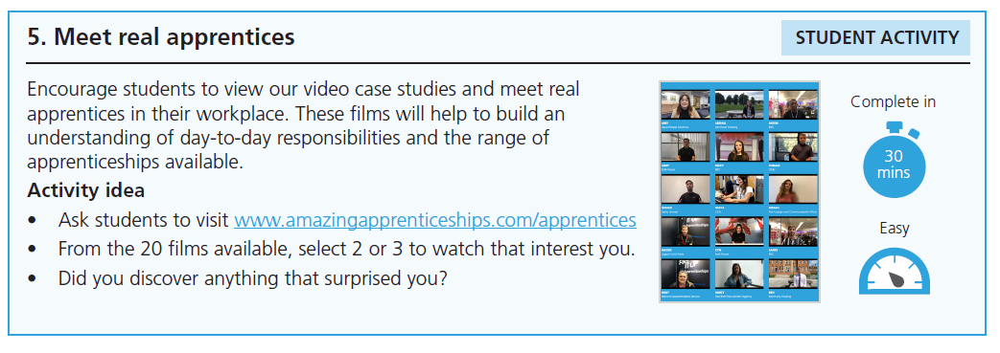 5. Meet real apprentices
STUDENT ACTIVITY
Encourage students to view our video case studies and meet real
apprentices in their workplace. These films will help to build an
understanding of day-to-day responsibilities and the range of
apprenticeships available.
Activity idea
• Ask students to visit www.amazingapprenticeships.com/apprentices
• From the 20 films available, select 2 or 3 to watch that interest you.
• Did you discover anything that surprised you?
Complete in
30
mins
Easy